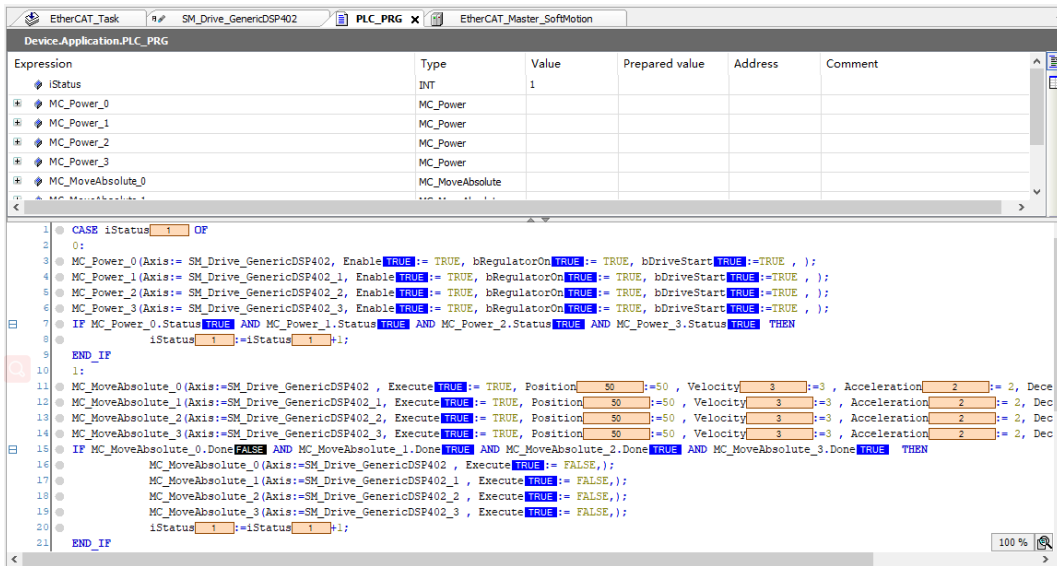 EtherCAT_Task SM_Drive_GenericDSP402 PLC_PRG x EtherCAT_Master_SoftMotion
Device.Application.PLC_PRG
Expression Type Value Prepared value Address Comment
iStatus INT 1
MC_Power_0 MC_Power
MC_Power_1 MC_Power
MC_Power_2 MC_Power
MC_Power_3 MC_Power
MC_MoveAbsolute_0 MC_MoveAbsolute
1 CASE iStatus 1 OF
2 0:
3 MC_Power_0(Axis:= SM_Drive_GenericDSP402, Enable TRUE := TRUE, bRegulatorOn TRUE := TRUE, bDriveStart TRUE :=TRUE , );
4 MC_Power_1(Axis:= SM_Drive_GenericDSP402_1, Enable TRUE := TRUE, bRegulatorOn TRUE := TRUE, bDriveStart TRUE :=TRUE , );
5 MC_Power_2(Axis:= SM_Drive_GenericDSP402_2, Enable TRUE := TRUE, bRegulatorOn TRUE := TRUE, bDriveStart TRUE :=TRUE , );
6 MC_Power_3(Axis:= SM_Drive_GenericDSP402_3, Enable TRUE := TRUE, bRegulatorOn TRUE := TRUE, bDriveStart TRUE :=TRUE , );
7 IF MC_Power_0.Status TRUE AND MC_Power_1.Status TRUE AND MC_Power_2.Status TRUE AND MC_Power_3.Status TRUE THEN
8 iStatus 1 :=iStatus 1 +1;
9 END_IF
10 1:
11 MC_MoveAbsolute_0(Axis:=SM_Drive_GenericDSP402 , Execute TRUE := TRUE, Position 50 :=50 , Velocity 3 :=3 , Acceleration 2 := 2, Dece
12 MC_MoveAbsolute_1(Axis:=SM_Drive_GenericDSP402_1, Execute TRUE := TRUE, Position 50 :=50 , Velocity 3 :=3 , Acceleration 2 := 2, Dec
13 MC_MoveAbsolute_2(Axis:=SM_Drive_GenericDSP402_2, Execute TRUE := TRUE, Position 50 :=50 , Velocity 3 :=3 , Acceleration 2 := 2, Dec
14 MC_MoveAbsolute_3(Axis:=SM_Drive_GenericDSP402_3, Execute TRUE := TRUE, Position 50 :=50 , Velocity 3 :=3 , Acceleration 2 := 2, Dec
15 IF MC_MoveAbsolute_0.Done FALSE AND MC_MoveAbsolute_1.Done TRUE AND MC_MoveAbsolute_2.Done TRUE AND MC_MoveAbsolute_3.Done TRUE THEN
16 MC_MoveAbsolute_0(Axis:=SM_Drive_GenericDSP402 , Execute TRUE := FALSE,);
17 MC_MoveAbsolute_1(Axis:=SM_Drive_GenericDSP402_1 , Execute TRUE := FALSE,);
18 MC_MoveAbsolute_2(Axis:=SM_Drive_GenericDSP402_2 , Execute TRUE := FALSE,);
19 MC_MoveAbsolute_3(Axis:=SM_Drive_GenericDSP402_3 , Execute TRUE := FALSE,);
20 iStatus 1 :=iStatus 1 +1;
21 END_IF
100 %